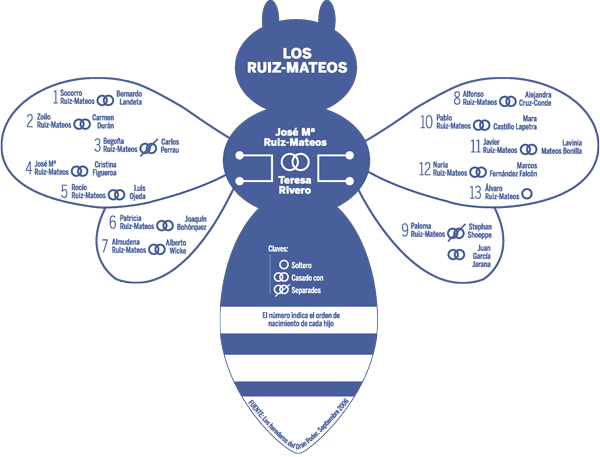 LOS
RUIZ-MATEOS
José Mª
Ruiz-Mateos
Teresa
Rivero
1 Socorro
Ruiz-Mateos
Bernardo
Landeta
2 Zoilo
Ruiz-Mateos
Carmen
Durán
3 Begoña
Ruiz-Mateos
Carlos
Perrau
4 José Mª
Ruiz-Mateos
Cristina
Figueroa
5 Rocío
Ruiz-Mateos
Luis
Ojeda
6 Patricia
Ruiz-Mateos
Joaquín
Bohórquez
7 Almudena
Ruiz-Mateos
Alberto
Wicke
8 Alfonso
Ruiz-Mateos
Alejandra
Cruz-Conde
10 Pablo
Ruiz-Mateos
Mara
Castillo Lapetra
11 Javier
Ruiz-Mateos
Lavinia
Mateos Bonilla
12 Nuria
Ruiz-Mateos
Marcos
Fernández Falcón
13 Álvaro
Ruiz-Mateos
9 Paloma
Ruiz-Mateos
Stephan
Shoeppe
Juan
García
Jarana
Claves:
Soltero
Casado con
Separados
El número indica el orden de
nacimiento de cada hijo
FUENTE: Los herederos del Gran Poder. Septiembre 2006